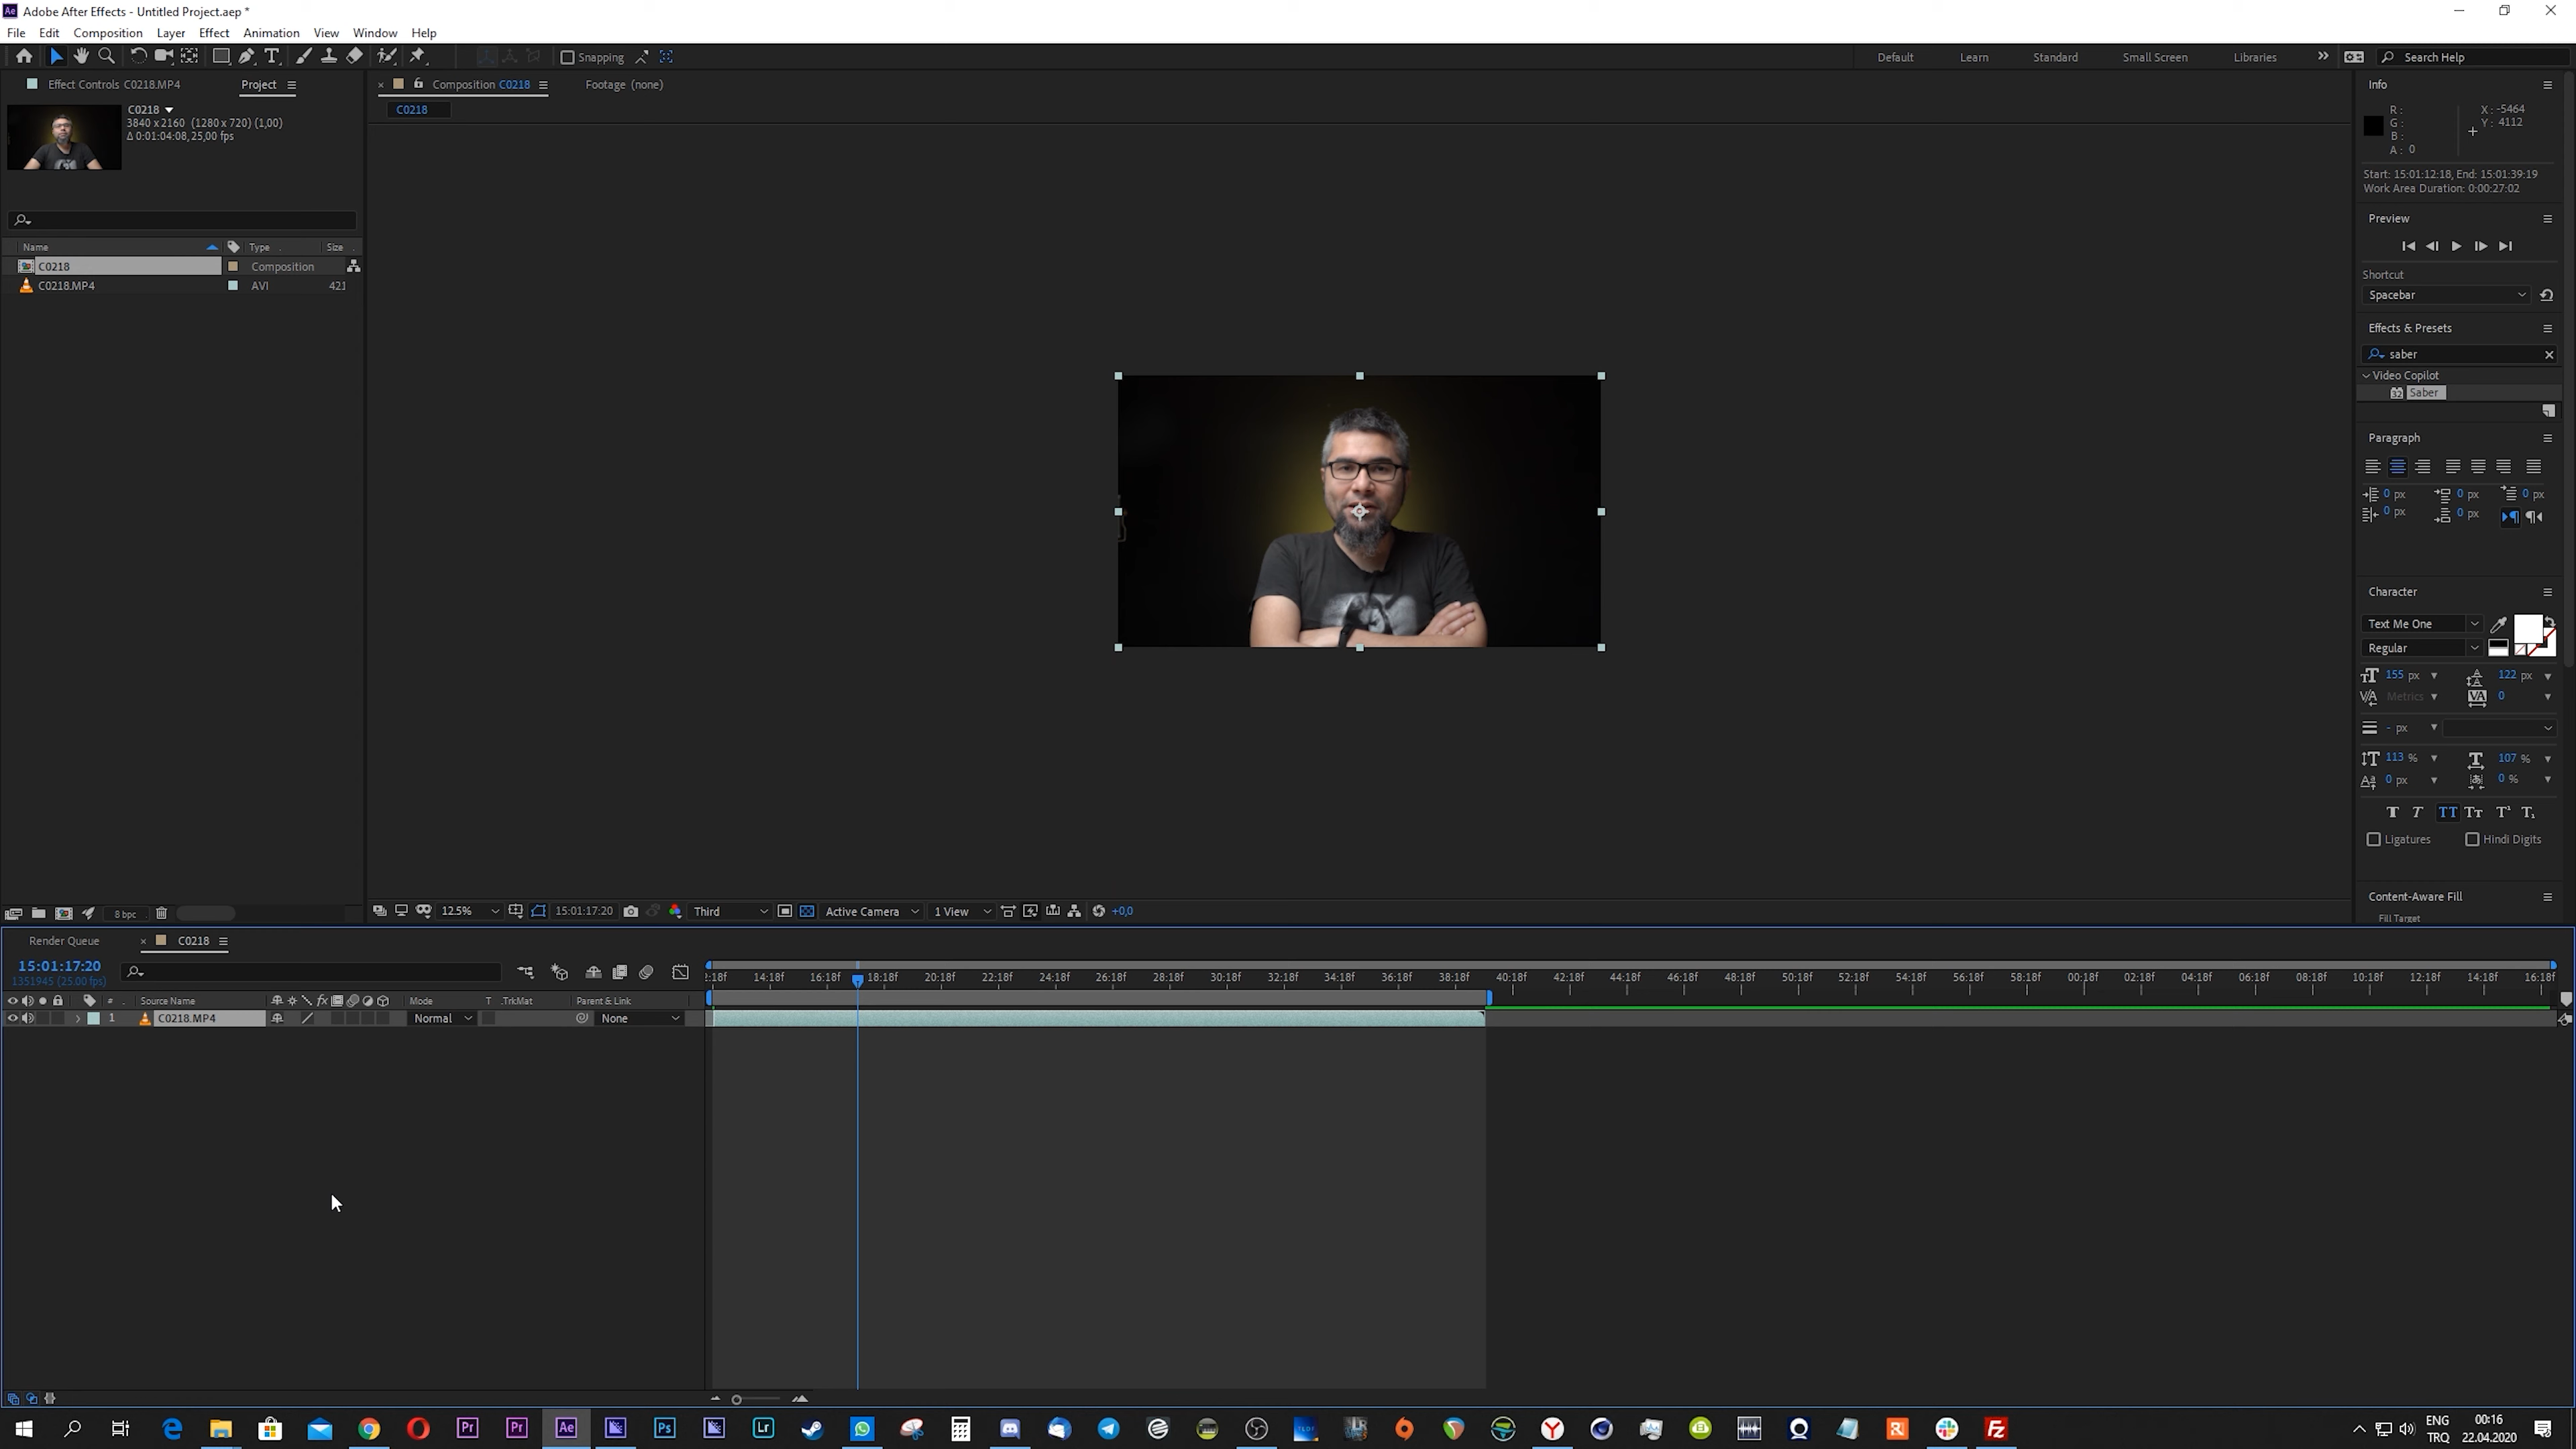 Adobe After Effects - Untitled Project.aep *
File Edit Composition Layer Effect Animation View Window Help
Snapping
Default Learn Standard Small Screen Libraries
Search Help
Effect Controls C0218.MP4
Project
C0218
3840 x 2160 (1280 x 720) (1,00)
Δ 0:01:04:08, 25,00 fps
Name Type Size
C0218 Composition
C0218.MP4 AVI 421
8 bpc
Composition C0218
Footage (none)
C0218
12.5%
15:01:17:20
Third
Active Camera
1 View
+0,0
Info
R :
G :
B :
A : 0
X : -5464
Y : 4112
Start: 15:01:12:18, End: 15:01:39:19
Work Area Duration: 0:00:27:02
Preview
Shortcut
Spacebar
Effects & Presets
saber
Video Copilot
Saber
Paragraph
0 px 0 px 0 px
0 px 0 px
Character
Text Me One
Regular
155 px 122 px
Metrics 0
- px
113 % 107 %
0 px 0 %
Ligatures Hindi Digits
Content-Aware Fill
Fill Target
Render Queue
C0218
15:01:17:20
1351945 (25.00 fps)
# Source Name Mode T .TrkMat Parent & Link
1 C0218.MP4 Normal None
2:18f 14:18f 16:18f 18:18f 20:18f 22:18f 24:18f 26:18f 28:18f 30:18f 32:18f 34:18f 36:18f 38:18f 40:18f 42:18f 44:18f 46:18f 48:18f 50:18f 52:18f 54:18f 56:18f 58:18f 00:18f 02:18f 04:18f 06:18f 08:18f 10:18f 12:18f 14:18f 16:18f
ENG
TRQ
00:16
22.04.2020